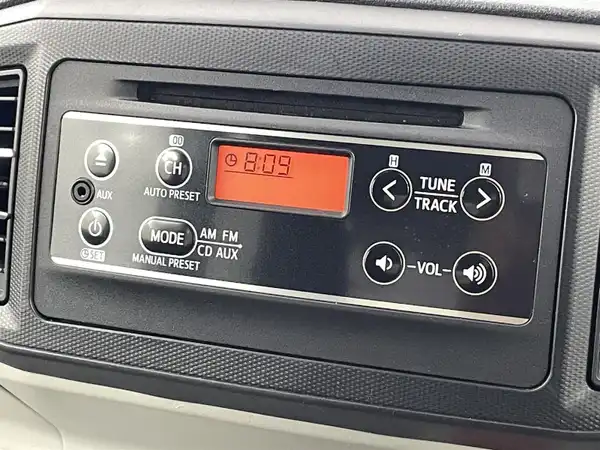 00
CH
AUTO PRESET
AUX
8:09
H
M
TUNE
TRACK
MODE
AM FM
CD AUX
MANUAL PRESET
SET
VOL